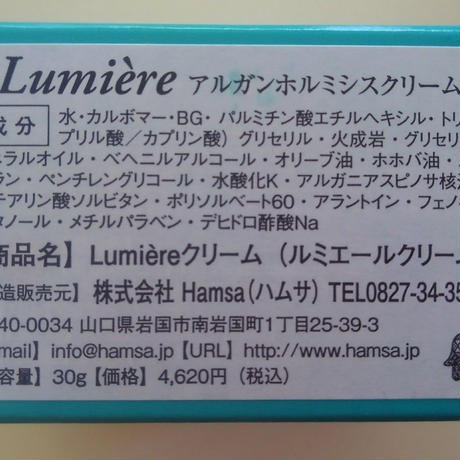 Lumière アルガンホルミシスクリーム
成分 水・カルボマー・BG・パルミチン酸エチルヘキシル・トリ
プリル酸／カプリン酸）グリセリル・火成岩・グリセリ
ネラルオイル・ベヘニルアルコール・オリーブ油・ホホバ油・
ラン・ペンチレングリコール・水酸化K・アルガニアスピノサ核油
テアリン酸ソルビタン・ポリソルベート60・アラントイン・フェノ
タノール・メチルパラベン・デヒドロ酢酸Na
商品名】Lumièreクリーム（ルミエールクリーム
造販売元】株式会社 Hamsa（ハムサ）TEL0827-34-35
40-0034 山口県岩国市南岩国町1丁目25-39-3
mail】info@hamsa.jp【URL】http://www.hamsa.jp
容量】30g【価格】4,620円（税込）